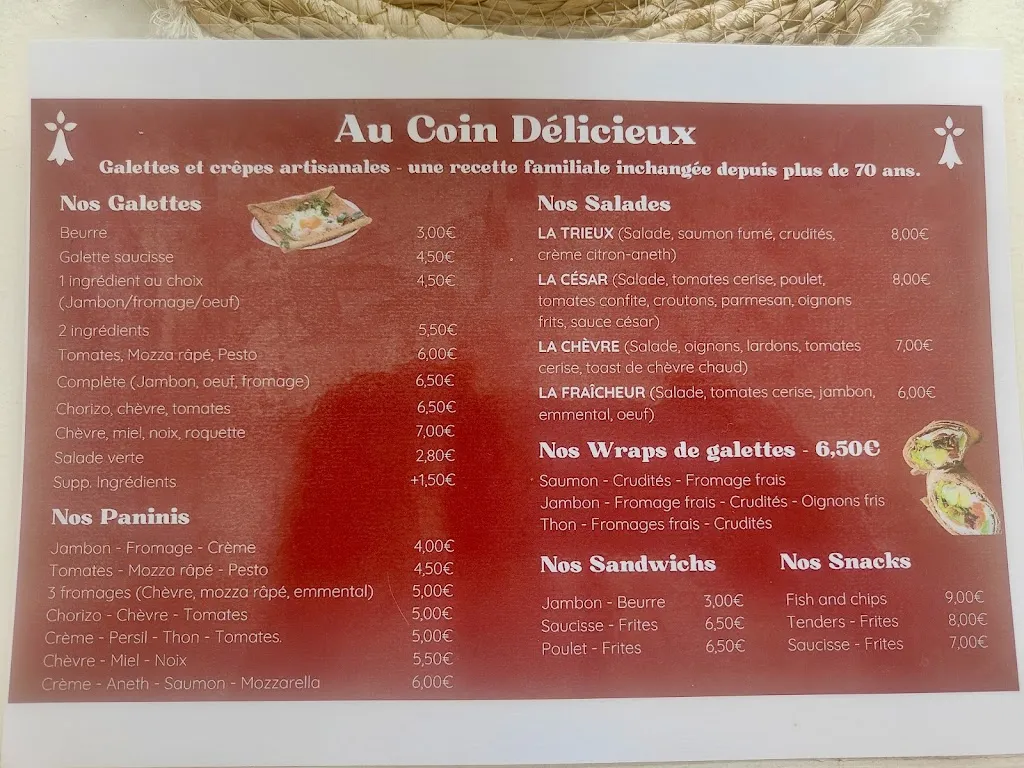 Au Coin Délicieux
Galettes et crêpes artisanales - une recette familiale inchangée depuis plus de 70 ans.
Nos Galettes
Beurre 3,00€
Galette saucisse 4,50€
1 ingrédient au choix 4,50€
(Jambon/fromage/oeuf)
2 ingrédients 5,50€
Tomates, Mozza râpé, Pesto 6,00€
Complète (Jambon, oeuf, fromage) 6,50€
Chorizo, chèvre, tomates 6,50€
Chèvre, miel, noix, roquette 7,00€
Salade verte 2,80€
Supp. Ingrédients +1,50€
Nos Paninis
Jambon - Fromage - Crème 4,00€
Tomates - Mozza râpé - Pesto 4,50€
3 fromages (Chèvre, mozza râpé, emmental) 5,00€
Chorizo - Chèvre - Tomates 5,00€
Crème - Persil - Thon - Tomates. 5,00€
Chèvre - Miel - Noix 5,50€
Crème - Aneth - Saumon - Mozzarella 6,00€
Nos Salades
LA TRIEUX (Salade, saumon fumé, crudités, 8,00€
crème citron-aneth)
LA CÉSAR (Salade, tomates cerise, poulet, 8,00€
tomates confite, croutons, parmesan, oignons
frits, sauce césar)
LA CHÈVRE (Salade, oignons, lardons, tomates 7,00€
cerise, toast de chèvre chaud)
LA FRAÎCHEUR (Salade, tomates cerise, jambon, 6,00€
emmental, oeuf)
Nos Wraps de galettes - 6,50€
Saumon - Crudités - Fromage frais
Jambon - Fromage frais - Crudités - Oignons fris
Thon - Fromages frais - Crudités
Nos Sandwichs
Jambon - Beurre 3,00€
Saucisse - Frites 6,50€
Poulet - Frites 6,50€
Nos Snacks
Fish and chips 9,00€
Tenders - Frites 8,00€
Saucisse - Frites 7,00€